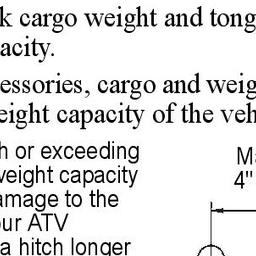 k cargo weight and tong
acity.
essories, cargo and weig
eight capacity of the veh
h or exceeding
weight capacity
amage to the
our ATV
a hitch longer
Ma
4"